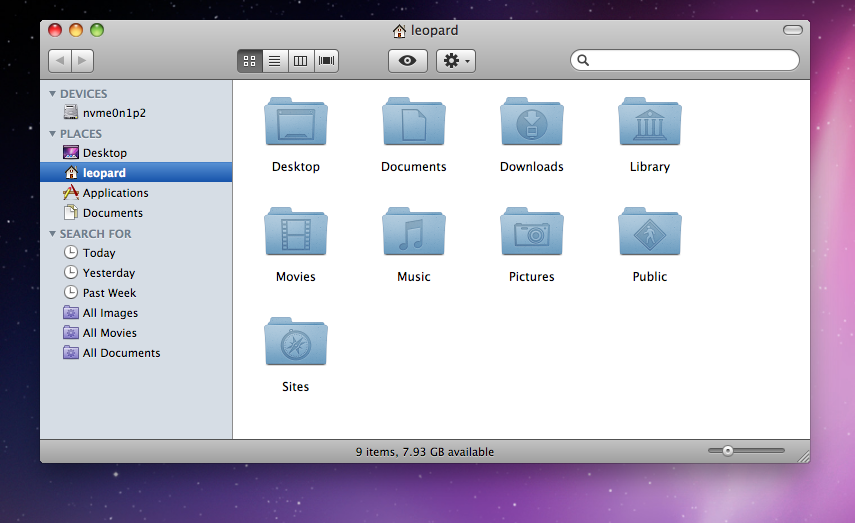 leopard
DEVICES
nvme0n1p2
PLACES
Desktop
leopard
Applications
Documents
SEARCH FOR
Today
Yesterday
Past Week
All Images
All Movies
All Documents
Desktop
Documents
Downloads
Library
Movies
Music
Pictures
Public
Sites
9 items, 7.93 GB available